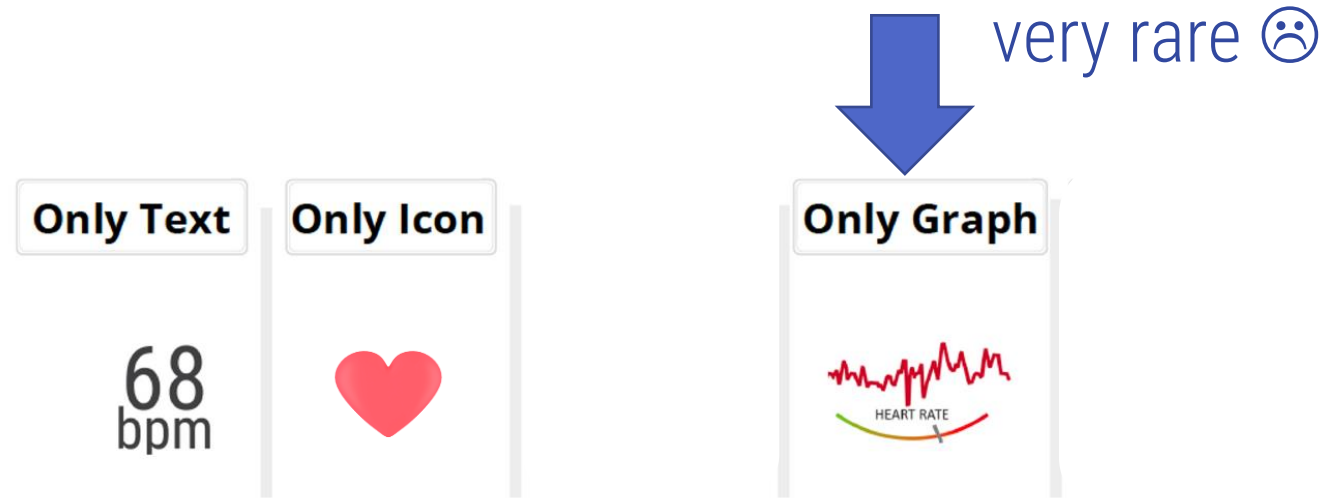 very rare ☹
Only Text
Only Icon
Only Graph
68
bpm
HEART RATE